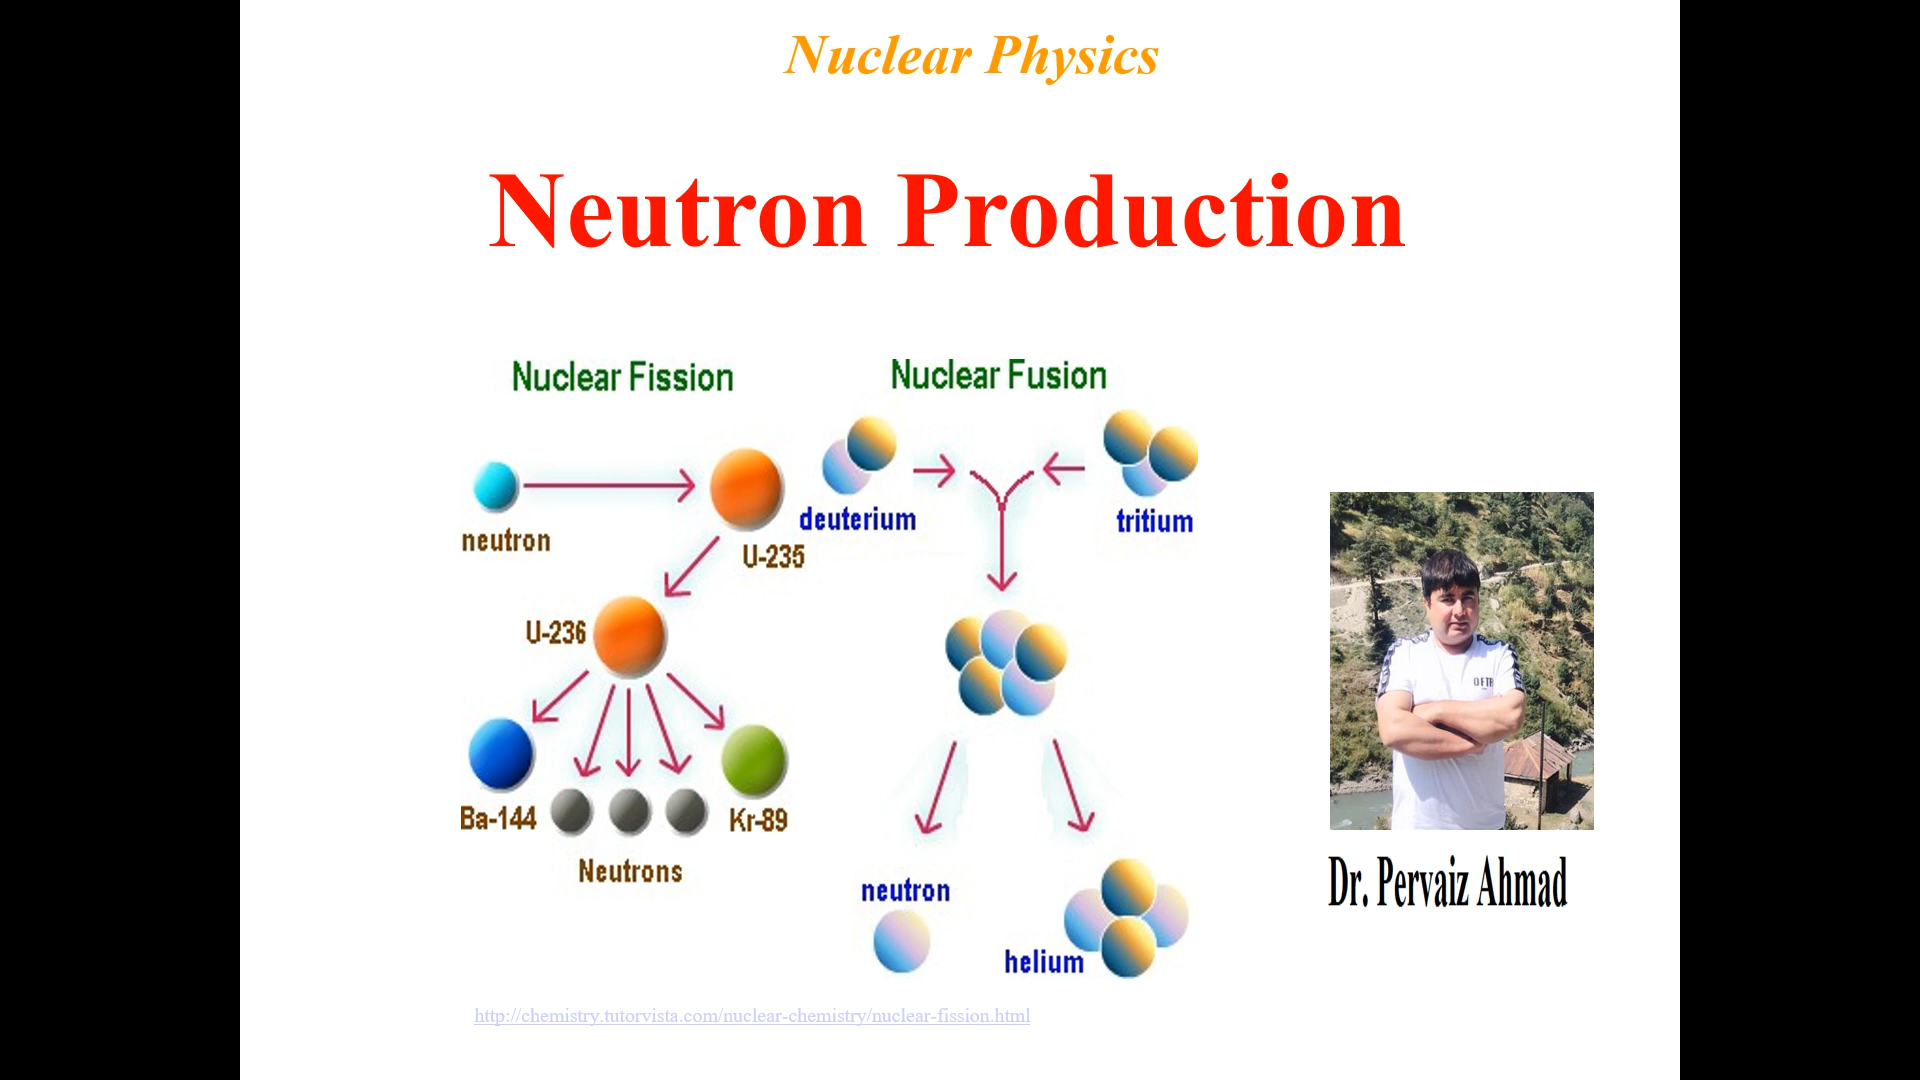 Nuclear Physics
Neutron Production
Nuclear Fission
neutron
U-235
U-236
Ba-144
Kr-89
Neutrons
Nuclear Fusion
deuterium
tritium
neutron
helium
OFTR
Dr. Pervaiz Ahmad
http://chemistry.tutorvista.com/nuclear-chemistry/nuclear-fission.html